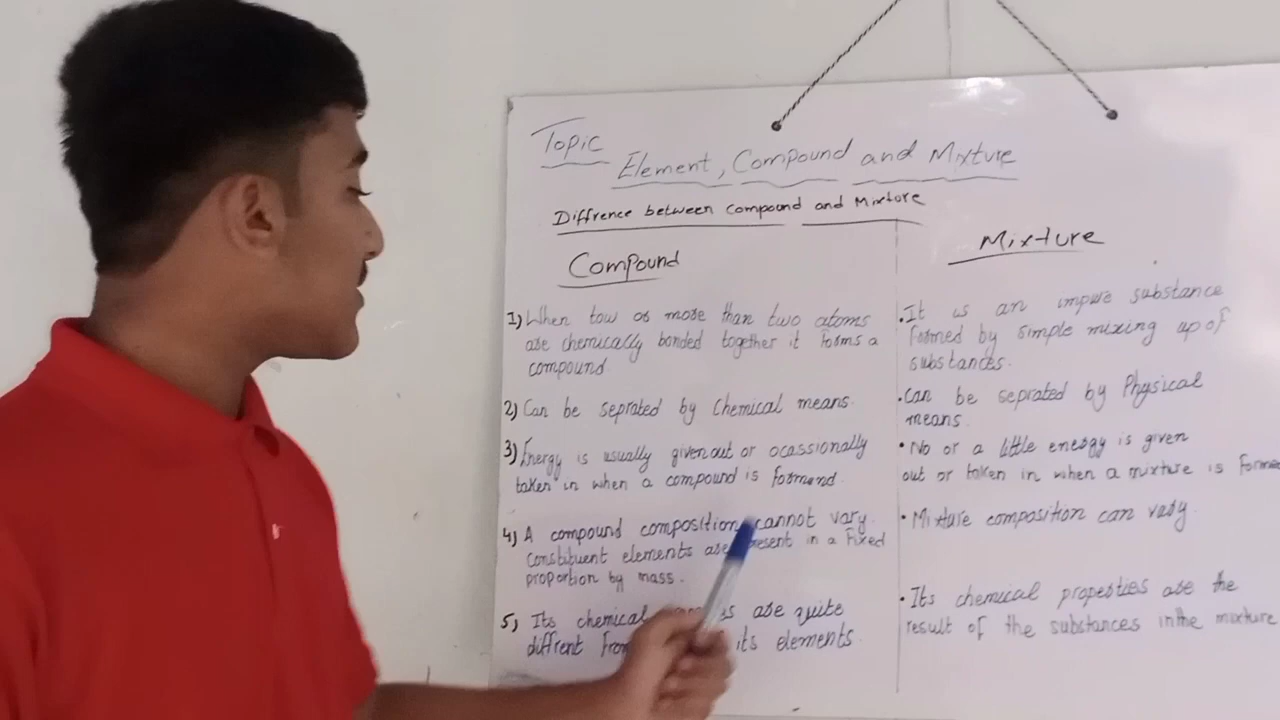 Topic
Element, Compound and Mixture
Diffrence between Compound and Mixture
Compound
1) When tow or more than two atoms
are chemically bonded together it forms a
compound
2) Can be seprated by Chemical means.
3) Energy is usually given out or ocassionally
taken in when a compound is formend.
4) A compound composition cannot vary.
Constituent elements are present in a Fixed
proportion by mass.
5) Its chemical are quite
diffrent its elements.
Mixture
• It is an impure substance
formed by simple mixing up of
substances.
• Can be seprated by Physical
means.
• No or a little energy is given
out or taken in when a mixture is formed
• Mixture composition can vary
• Its chemical properties are the
result of the substances in the mixture